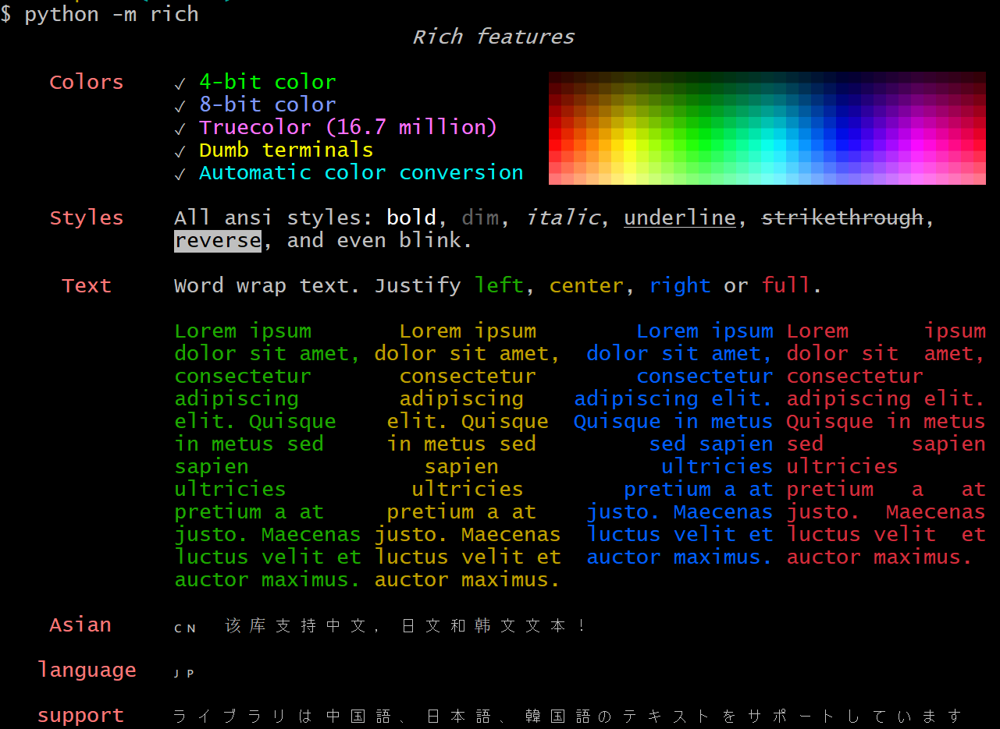 $ python -m rich
Rich features
Colors ✓ 4-bit color
✓ 8-bit color
✓ Truecolor (16.7 million)
✓ Dumb terminals
✓ Automatic color conversion
Styles All ansi styles: bold, dim, italic, underline, strikethrough,
reverse, and even blink.
Text Word wrap text. Justify left, center, right or full.
Lorem ipsum Lorem ipsum Lorem ipsum Lorem ipsum
dolor sit amet, dolor sit amet, dolor sit amet, dolor sit amet,
consectetur consectetur consectetur consectetur
adipiscing adipiscing adipiscing elit. adipiscing elit.
elit. Quisque elit. Quisque Quisque in metus Quisque in metus
in metus sed in metus sed sed sapien sed sapien
sapien sapien ultricies ultricies
ultricies ultricies pretium a at pretium a at
pretium a at pretium a at justo. Maecenas justo. Maecenas
justo. Maecenas justo. Maecenas luctus velit et luctus velit et
luctus velit et luctus velit et auctor maximus. auctor maximus.
auctor maximus. auctor maximus.
Asian CN 该库支持中文,日文和韩文文本!
language JP
support ライブラリは中国語、日本語、韓国語のテキストをサポートしています